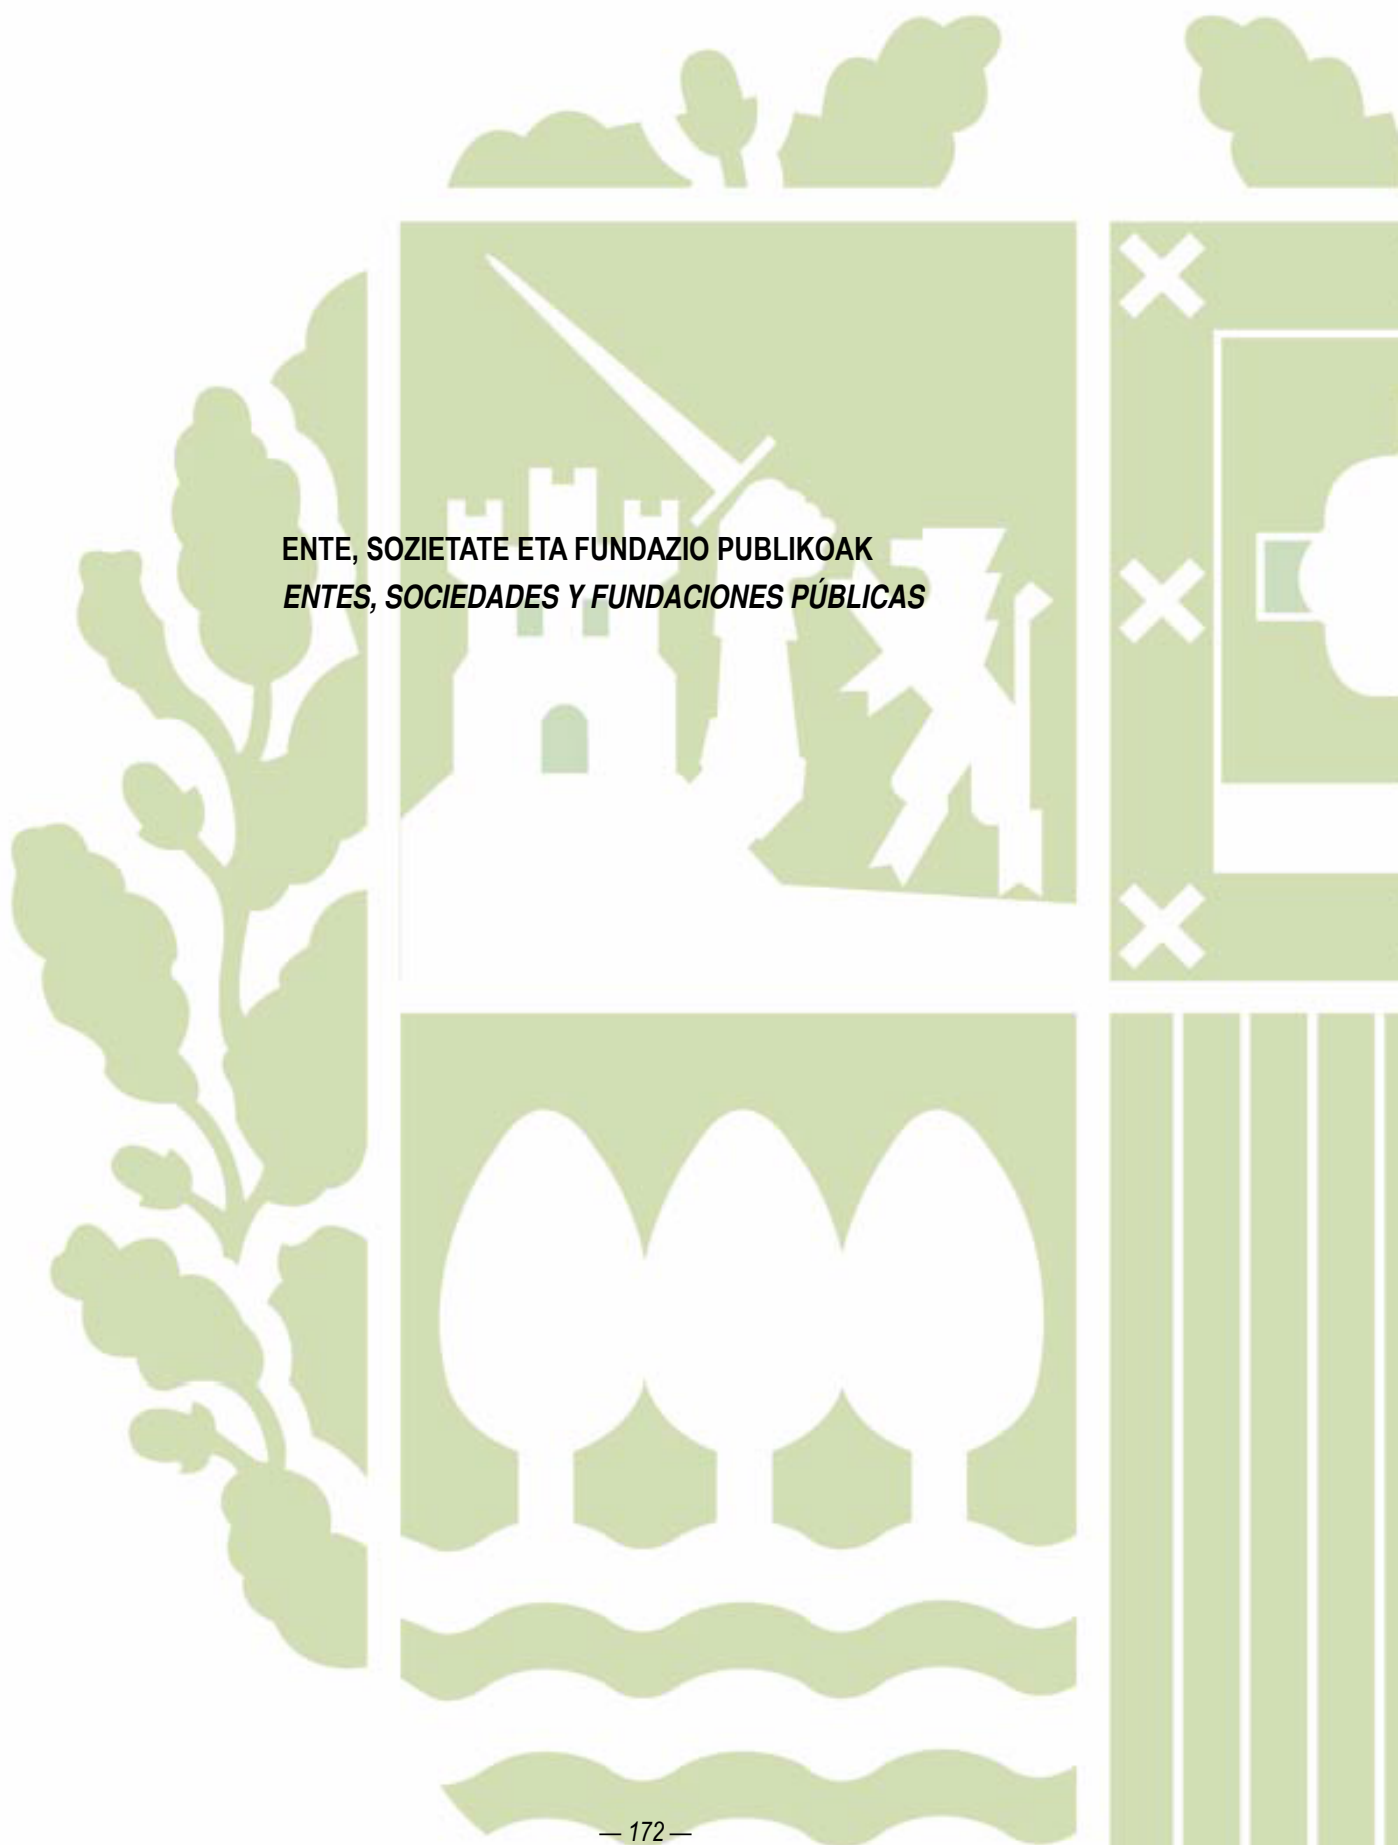 ENTE, SOZIETATE ETA FUNDAZIO PUBLIKOAK
ENTES, SOCIEDADES Y FUNDACIONES PÚBLICAS
— 172 —